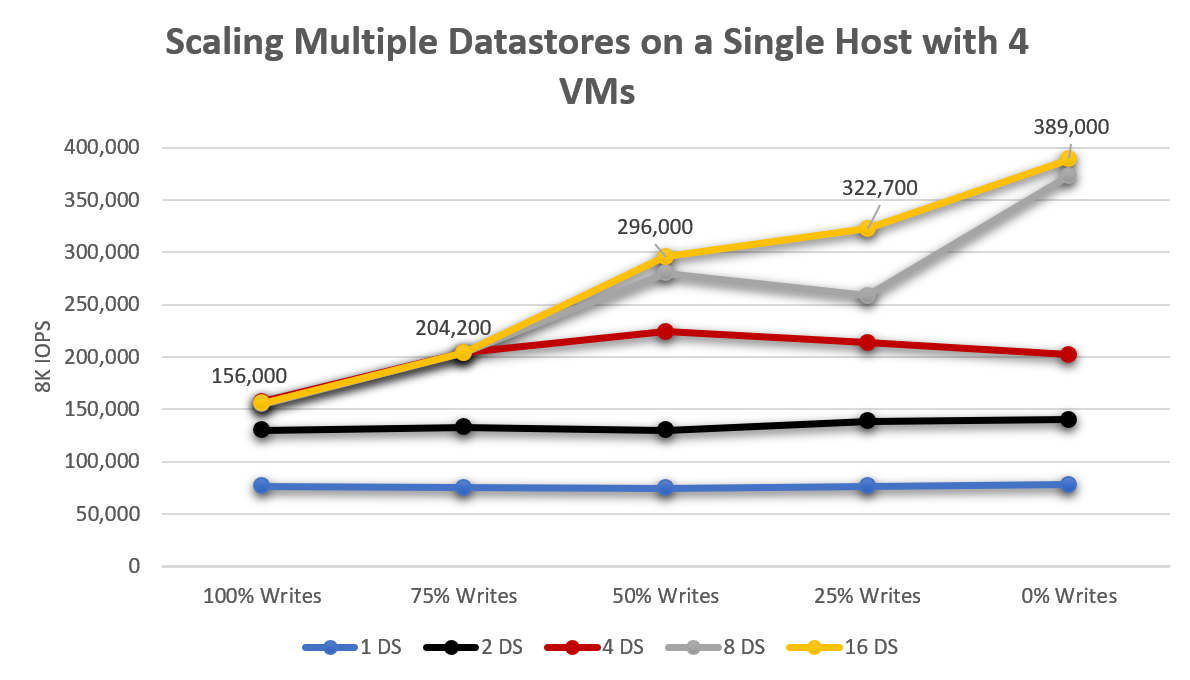 Scaling Multiple Datastores on a Single Host with 4
VMs
389,000
400,000
322,700
350,000
296,000
300,000
250,000
204,200
200,000
156,000
150,000
100,000
50,000
0
8K IOPS
100% Writes 75% Writes 50% Writes 25% Writes 0% Writes
1 DS 2 DS 4 DS 8 DS 16 DS